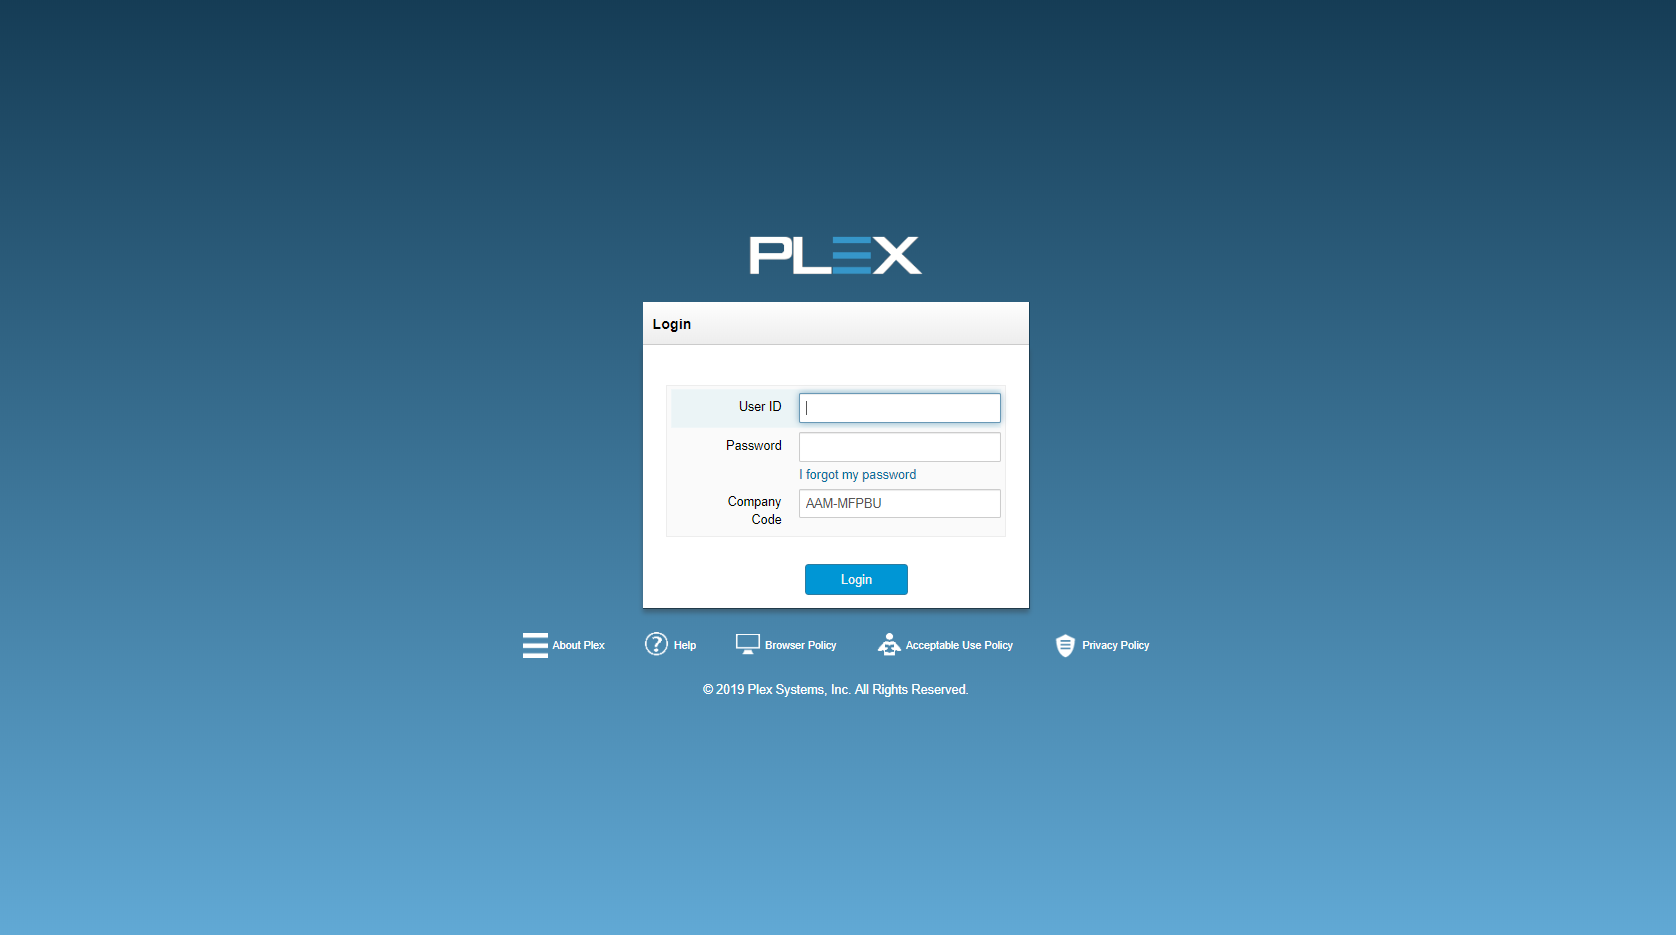 PLEX
Login
User ID
Password
I forgot my password
Company
Code
AAM-MFPBU
Login
About Plex
Help
Browser Policy
Acceptable Use Policy
Privacy Policy
© 2019 Plex Systems, Inc. All Rights Reserved.